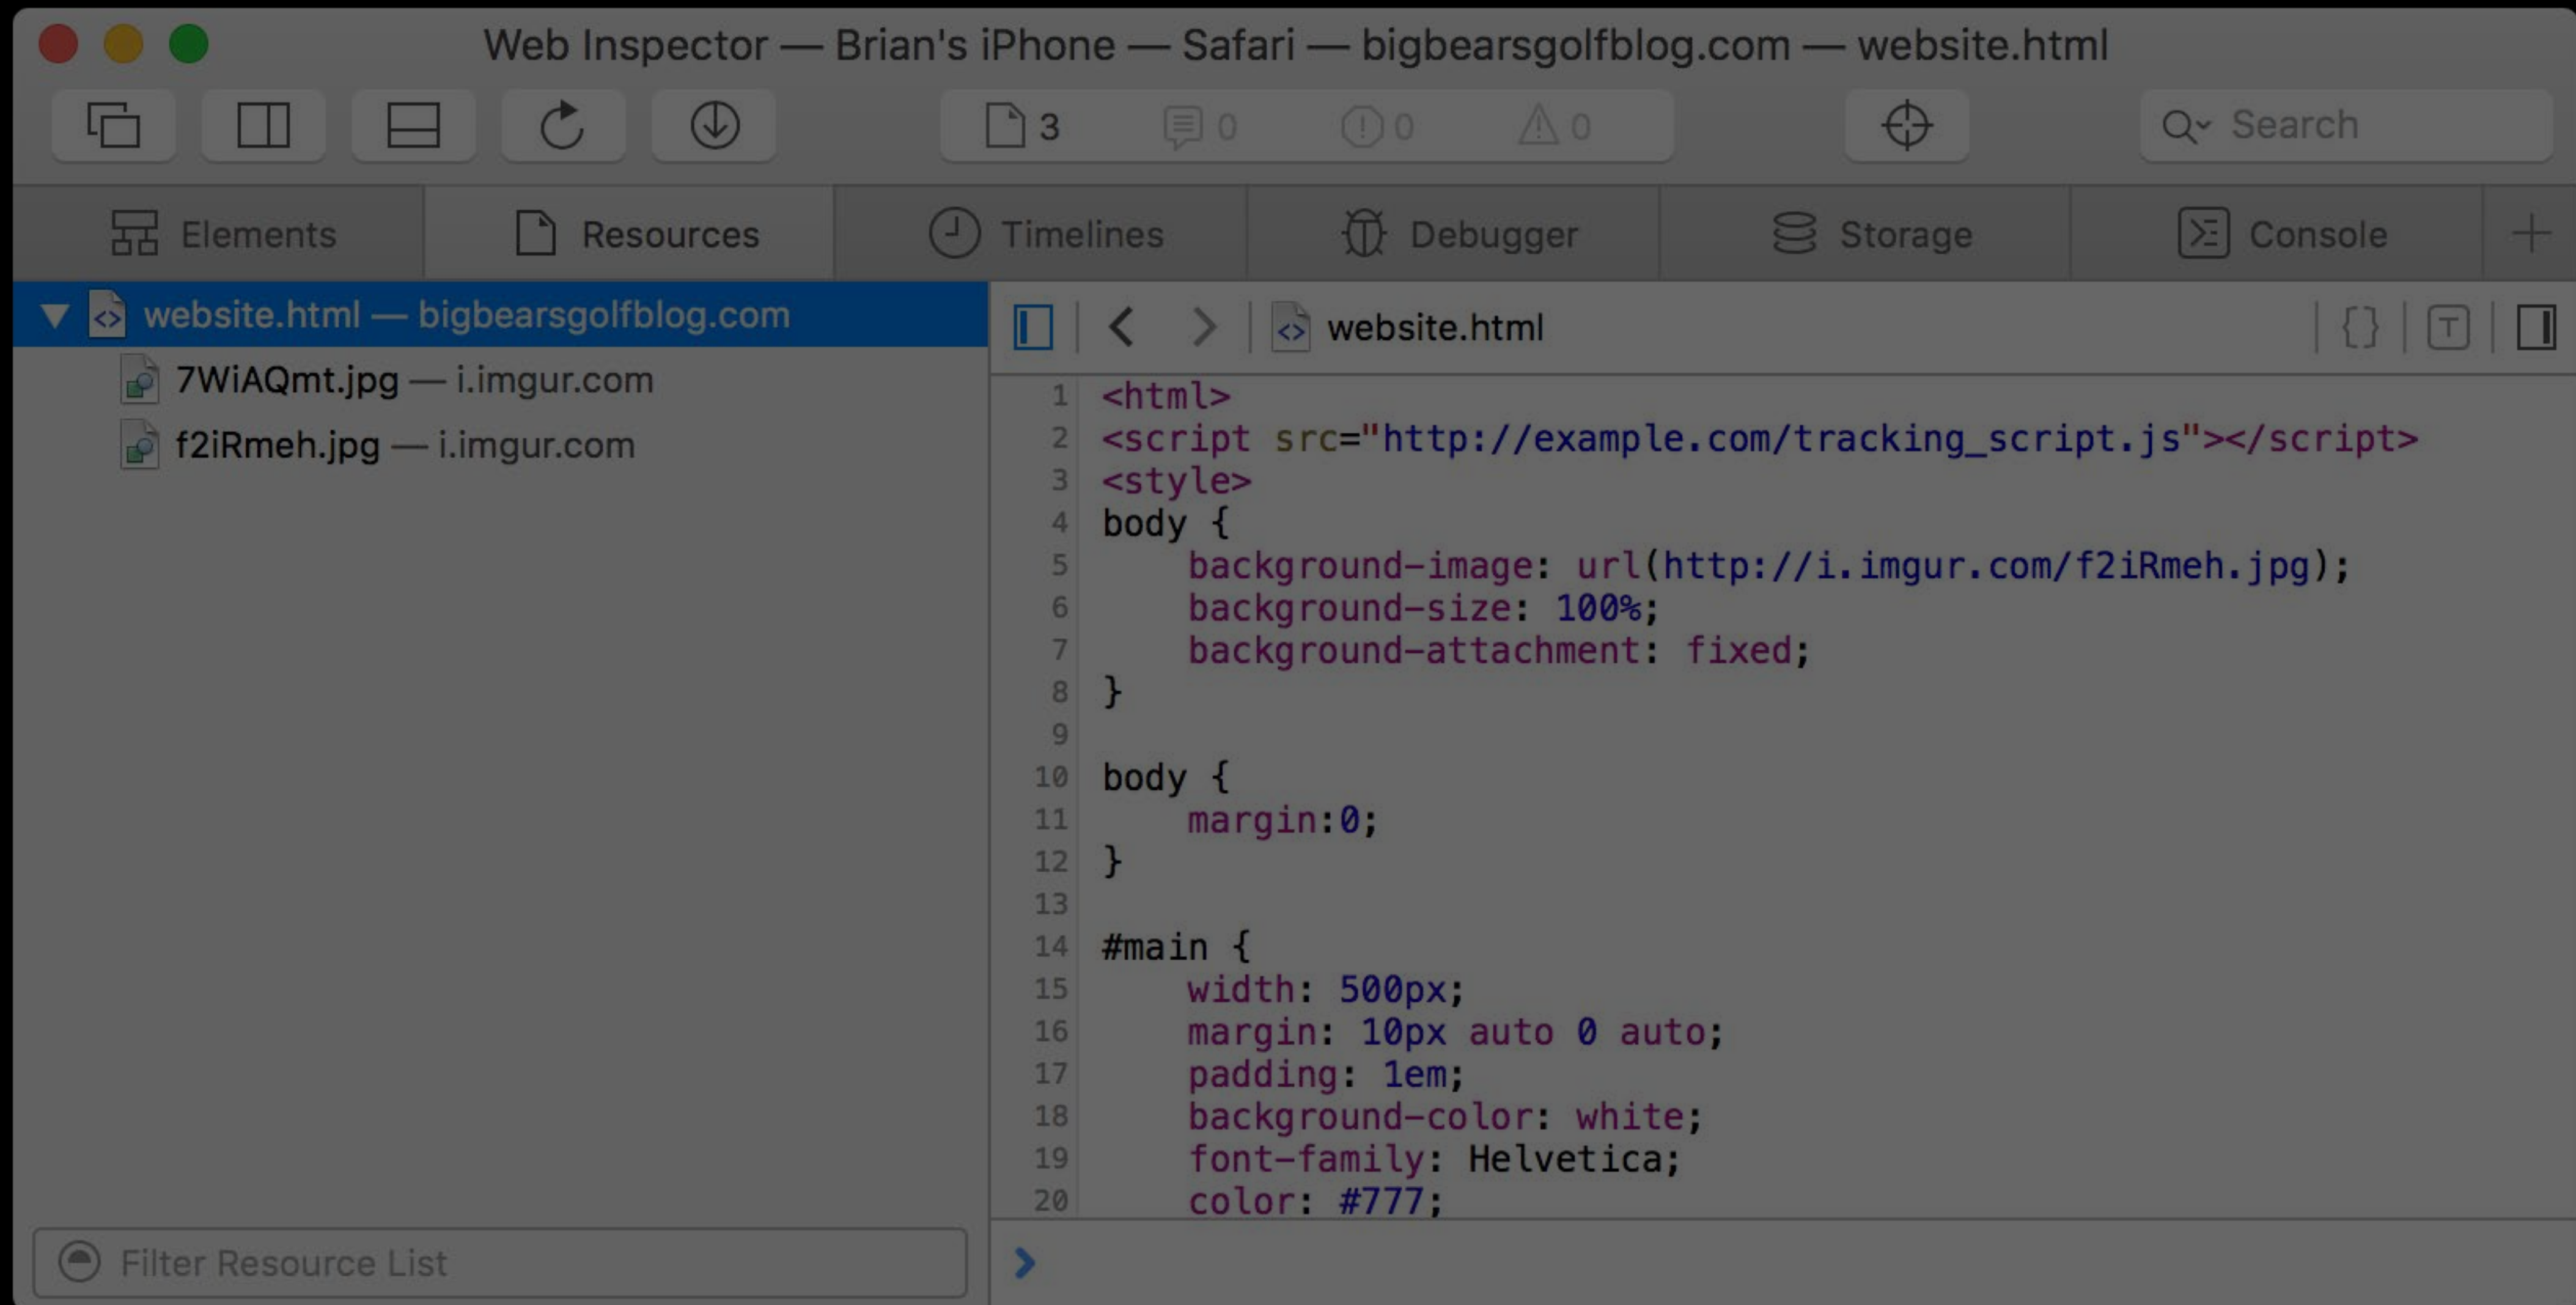 Web Inspector — Brian's iPhone — Safari — bigbearsgolfblog.com — website.html
3 0 0 0 Search
Elements Resources Timelines Debugger Storage Console
website.html — bigbearsgolfblog.com
7WiAQmt.jpg — i.imgur.com
f2iRmeh.jpg — i.imgur.com
Filter Resource List
website.html
1 <html>
2 <script src="http://example.com/tracking_script.js"></script>
3 <style>
4 body {
5 background-image: url(http://i.imgur.com/f2iRmeh.jpg);
6 background-size: 100%;
7 background-attachment: fixed;
8 }
9
10 body {
11 margin:0;
12 }
13
14 #main {
15 width: 500px;
16 margin: 10px auto 0 auto;
17 padding: 1em;
18 background-color: white;
19 font-family: Helvetica;
20 color: #777;